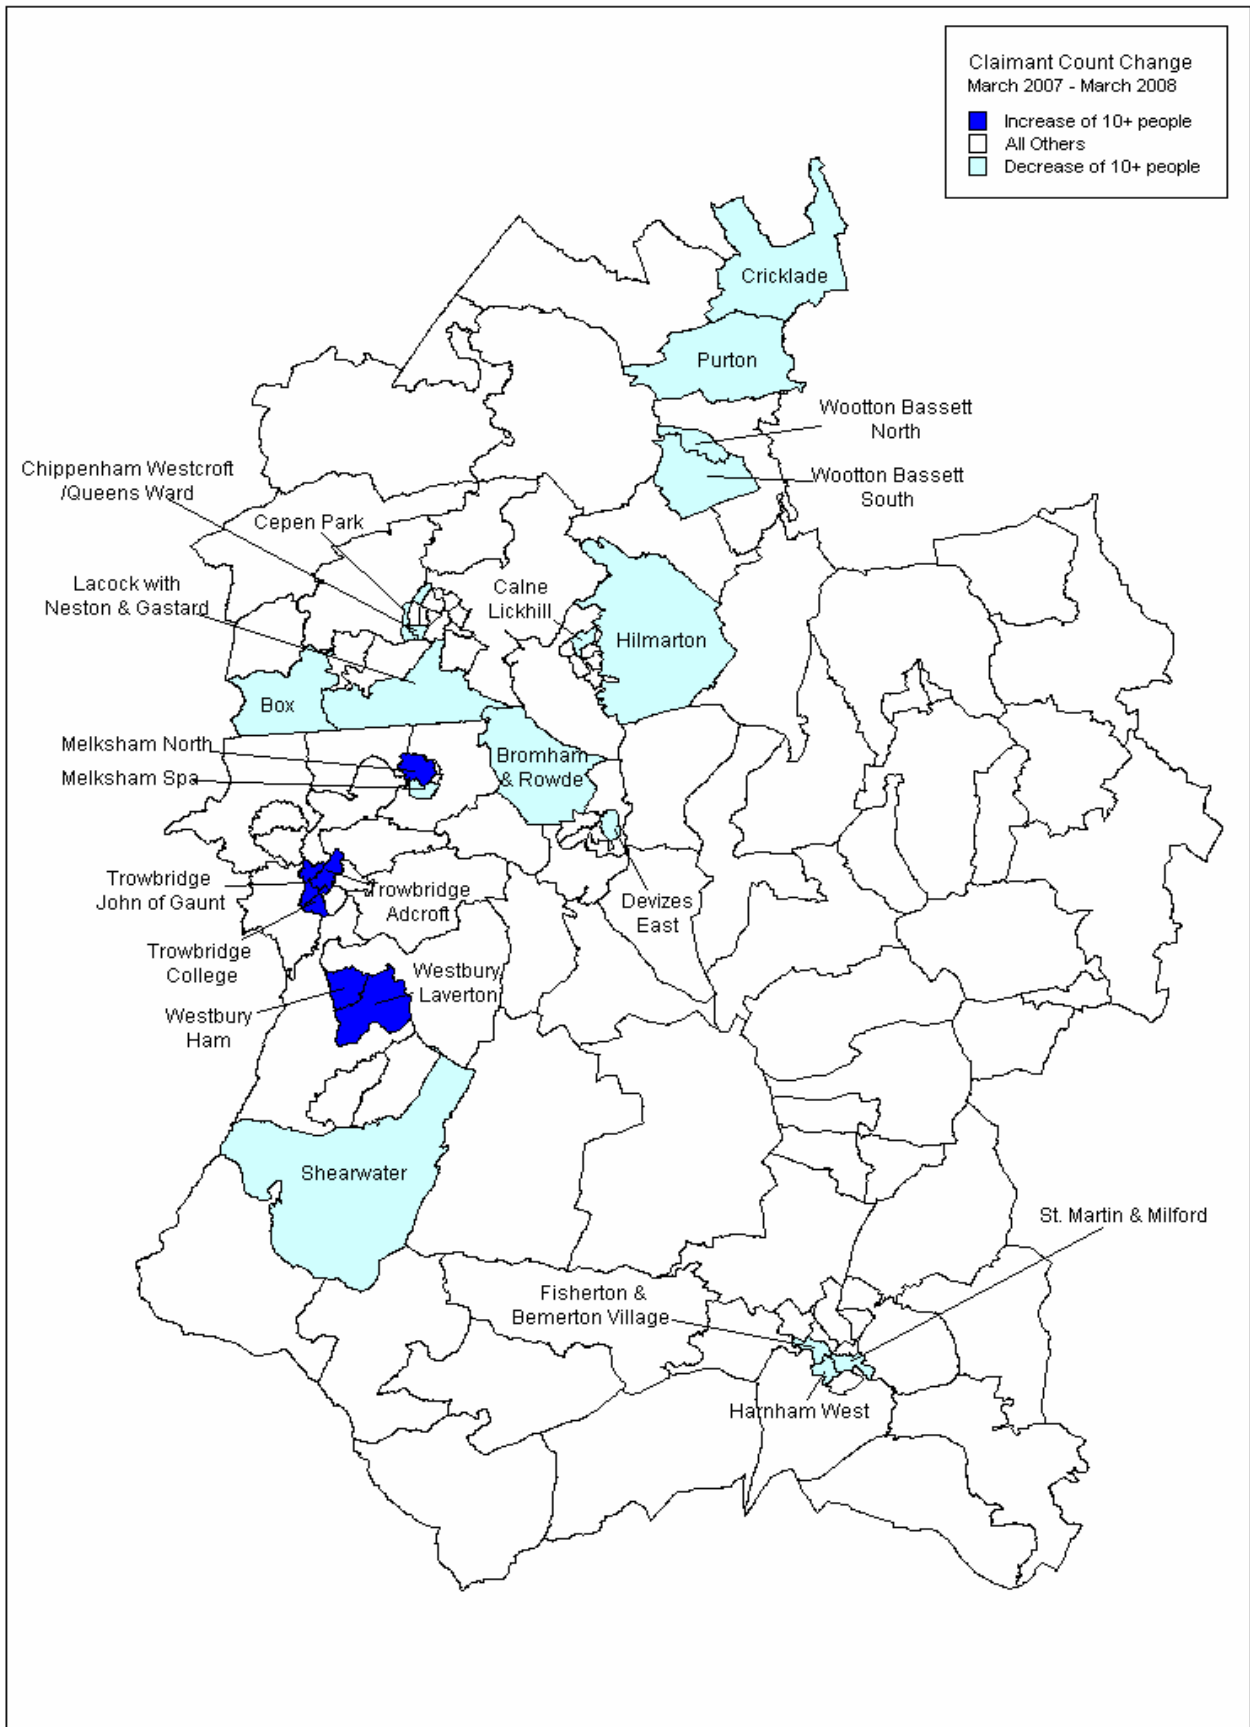 Claimant Count Change
March 2007 - March 2008
Increase of 10+ people
All Others
Decrease of 10+ people
Cricklade
Purton
Wootton Bassett
North
Wootton Bassett
South
Chippenham Westcroft
/Queens Ward
Cepen Park
Lacock with
Neston & Gastard
Calne
Lickhill
Hilmarton
Box
Melksham North
Melksham Spa
Bromham
& Rowde
Trowbridge
John of Gaunt
Trowbridge
Adcroft
Devizes
East
Trowbridge
College
Westbury
Laverton
Westbury
Ham
Shearwater
St. Martin & Milford
Fisherton &
Bemerton Village
Harnham West